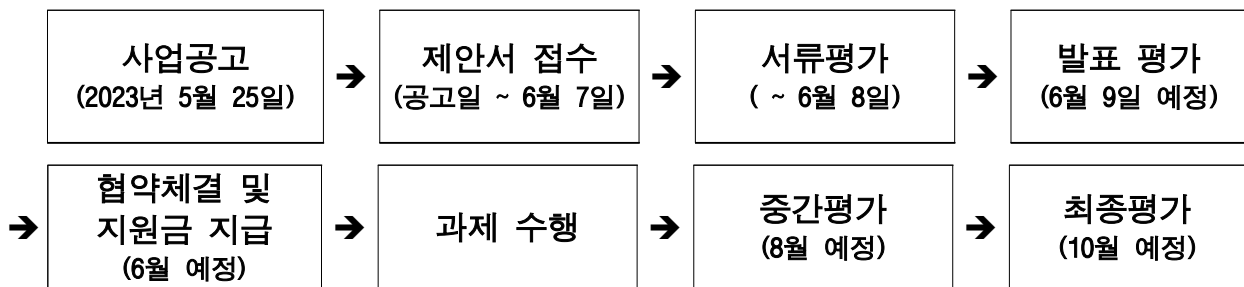 사업공고
(2023년 5월 25일)
➔
제안서 접수
(공고일 ~ 6월 7일)
➔
서류평가
( ~ 6월 8일)
➔
발표 평가
(6월 9일 예정)
➔
협약체결 및
지원금 지급
(6월 예정)
➔
과제 수행
➔
중간평가
(8월 예정)
➔
최종평가
(10월 예정)